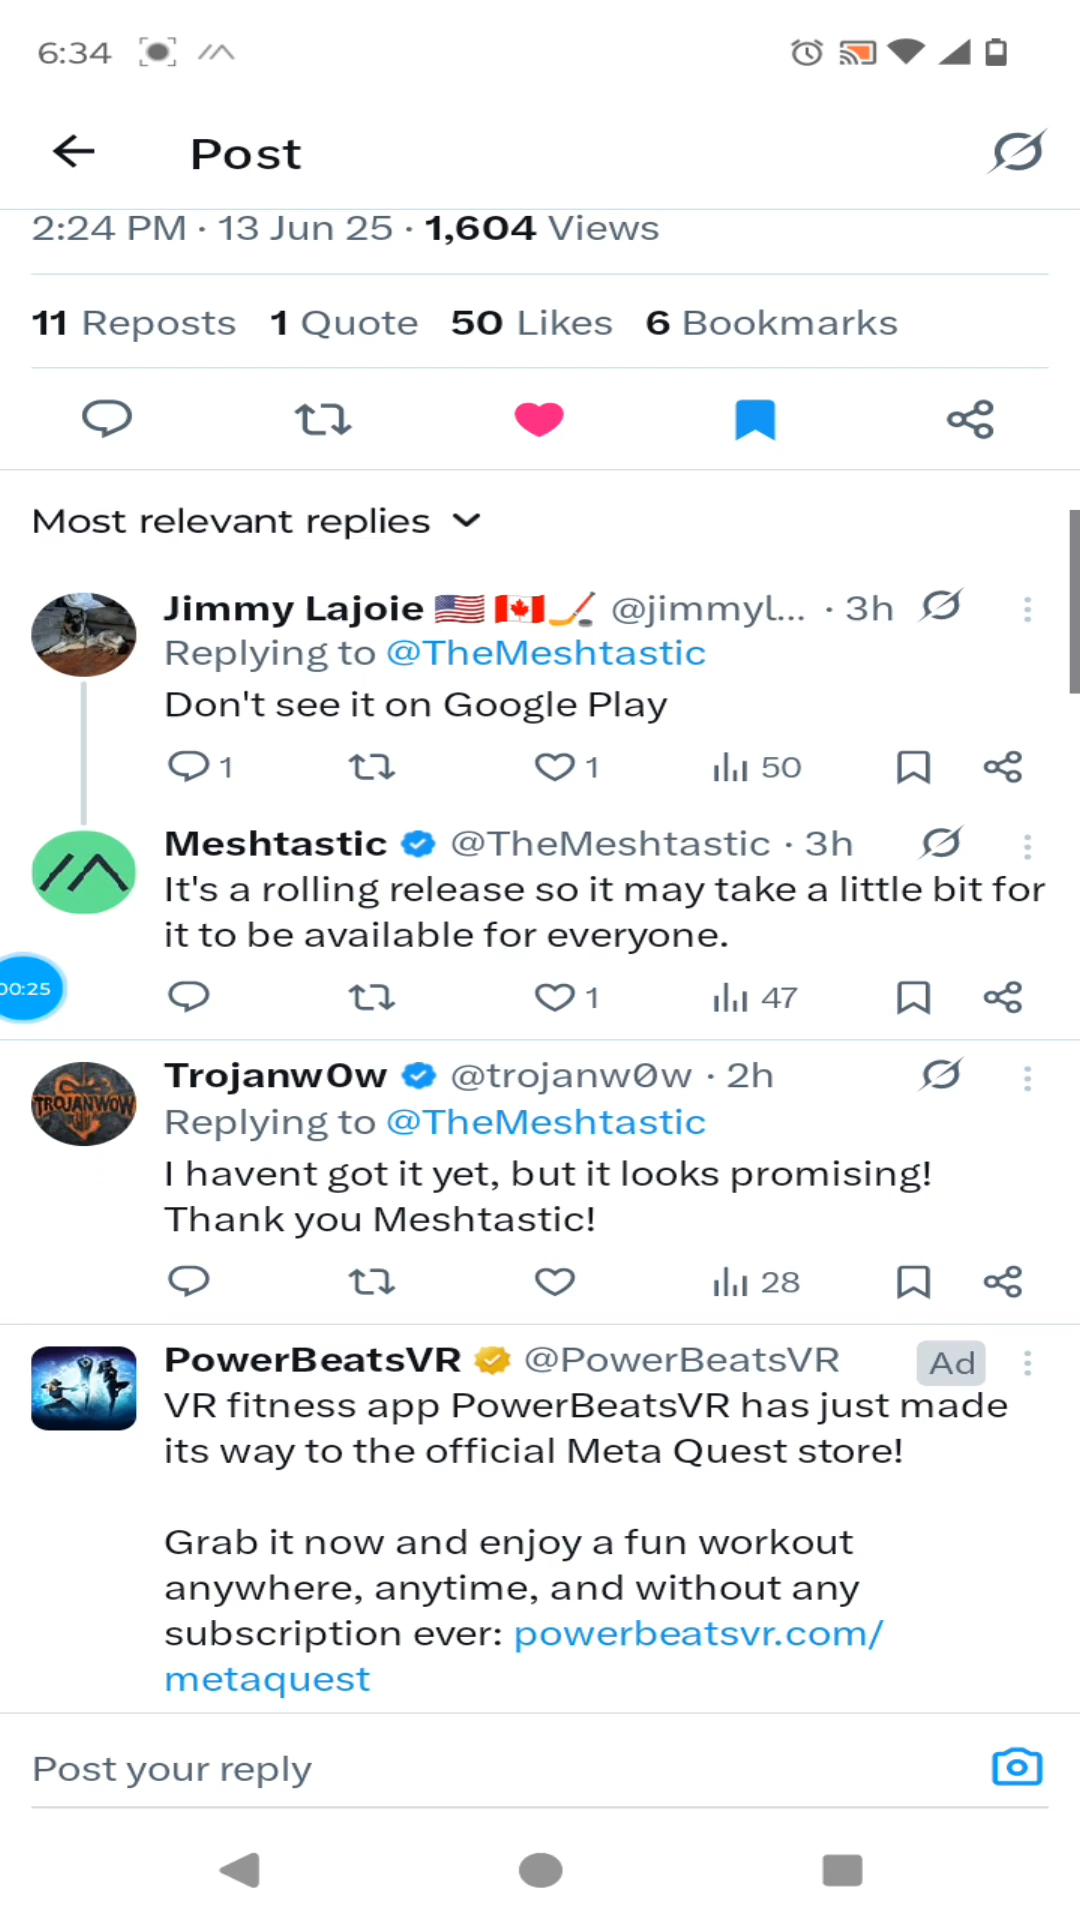 6:34
Post
2:24 PM · 13 Jun 25 · 1,604 Views
11 Reposts 1 Quote 50 Likes 6 Bookmarks
Most relevant replies
Jimmy Lajoie 🇺🇸 🇨🇦🏒 @jimmyl... · 3h
Replying to @TheMeshtastic
Don't see it on Google Play
1 1 50
Meshtastic @TheMeshtastic · 3h
It's a rolling release so it may take a little bit for
it to be available for everyone.
00:25
1 47
Trojanw0w @trojanw0w · 2h
TROJANWOW
Replying to @TheMeshtastic
I havent got it yet, but it looks promising!
Thank you Meshtastic!
28
PowerBeatsVR @PowerBeatsVR Ad
VR fitness app PowerBeatsVR has just made
its way to the official Meta Quest store!
Grab it now and enjoy a fun workout
anywhere, anytime, and without any
subscription ever: powerbeatsvr.com/
metaquest
Post your reply